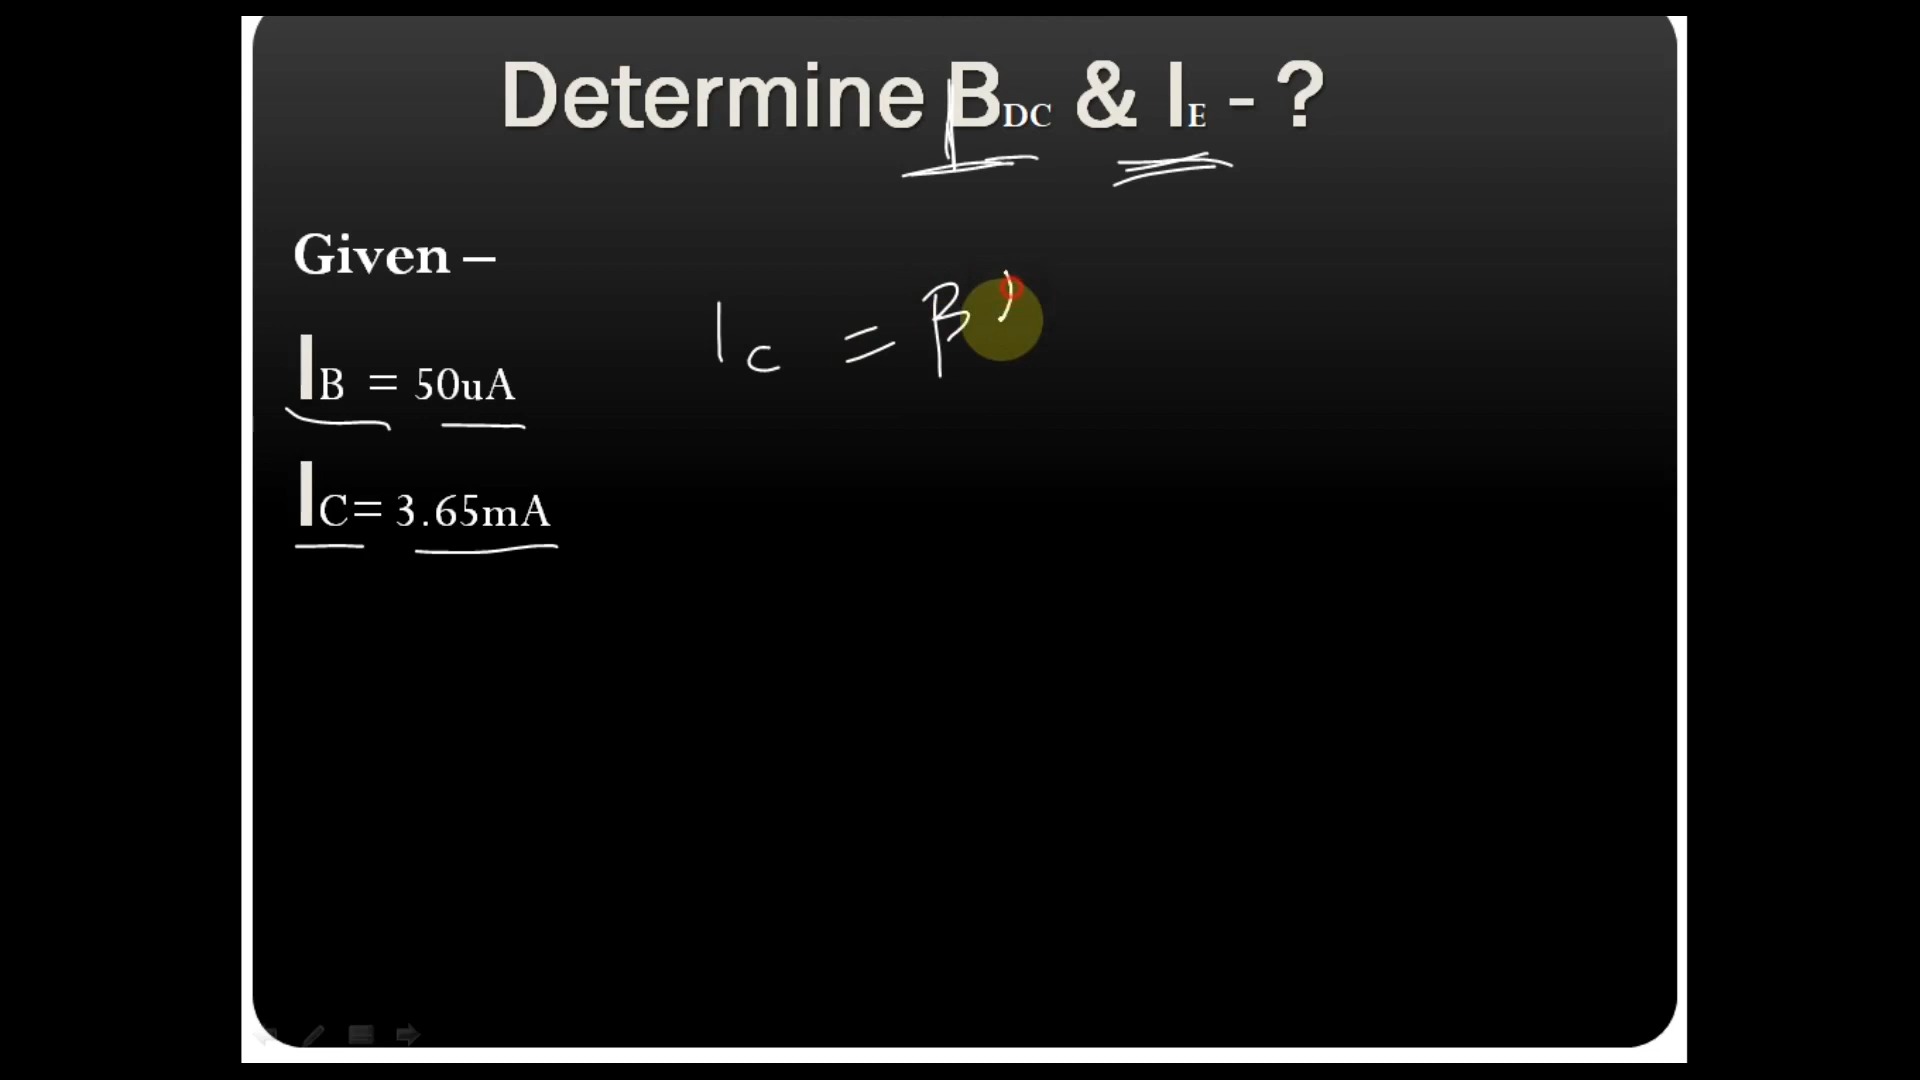 Determine BDC & IE - ?
Given –
IB = 50uA
Ic = β
IC= 3.65mA